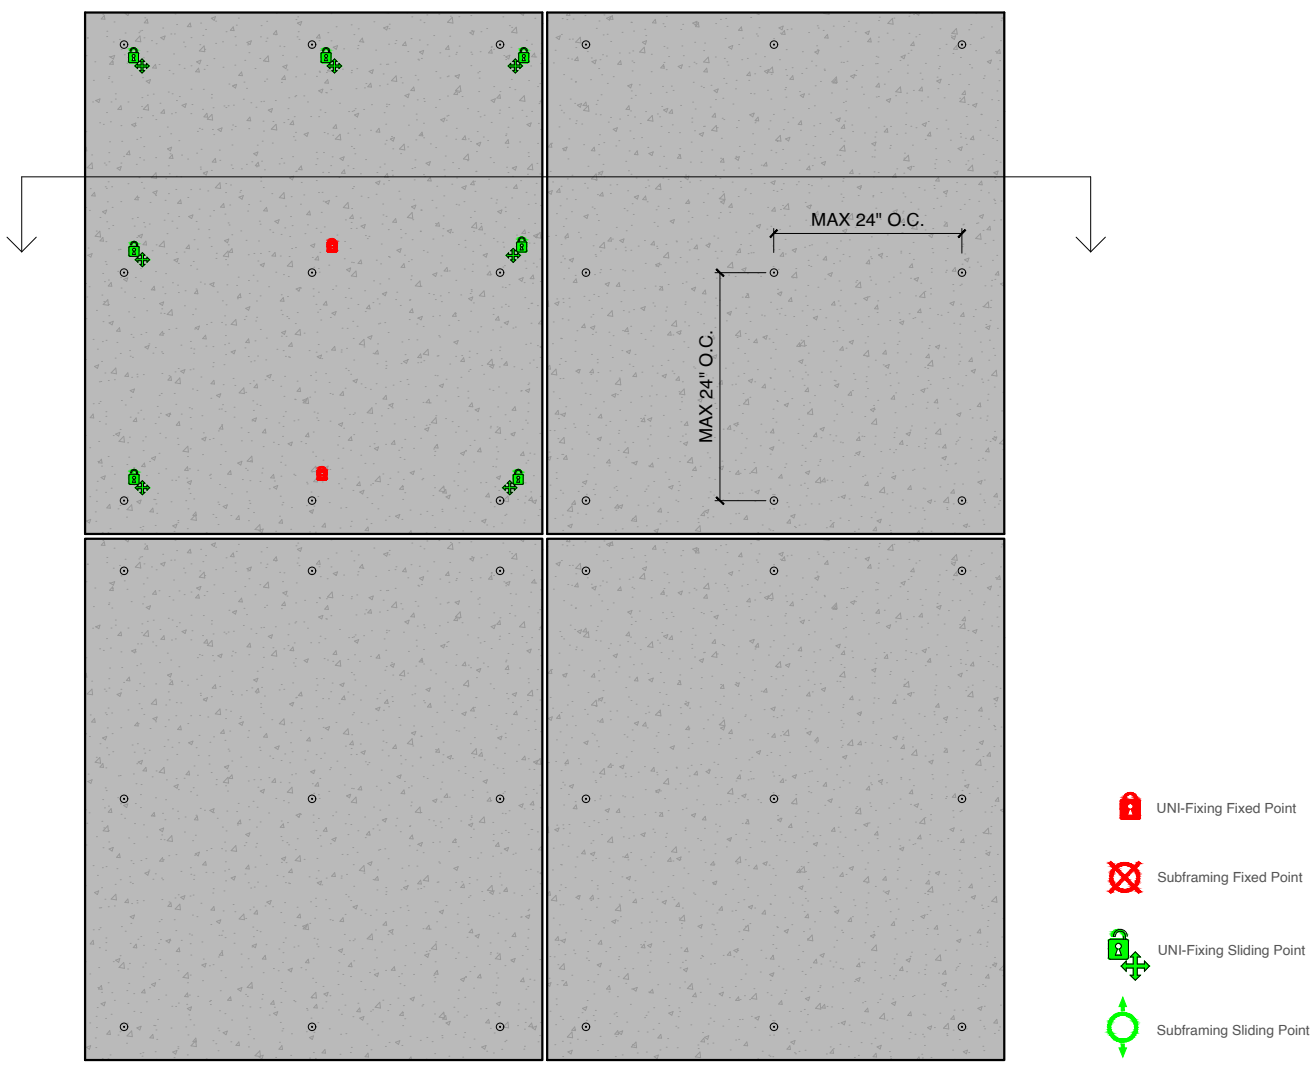 MAX 24" O.C.
MAX 24" O.C.
UNI-Fixing Fixed Point
Subframing Fixed Point
UNI-Fixing Sliding Point
Subframing Sliding Point